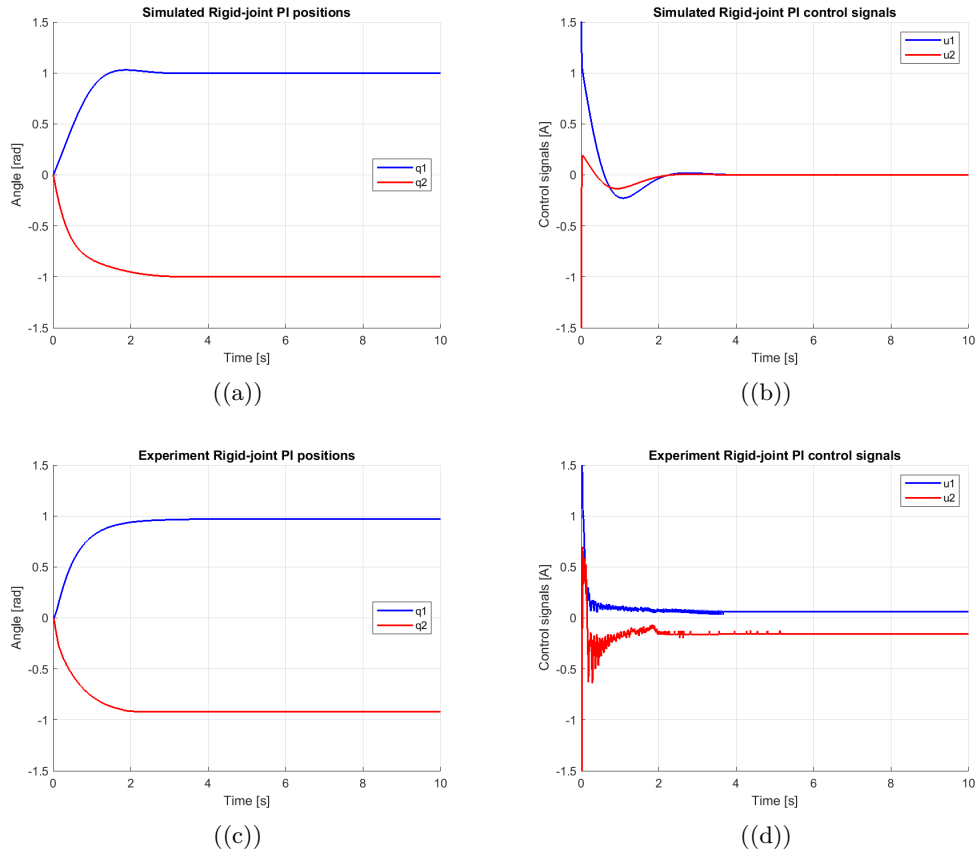 Simulated Rigid-joint PI positions
1.5
1
0.5
0
-0.5
-1
-1.5
Angle [rad]
q1
q2
0 2 4 6 8 10
Time [s]
((a))
Simulated Rigid-joint PI control signals
1.5
1
0.5
0
-0.5
-1
-1.5
Control signals [A]
u1
u2
0 2 4 6 8 10
Time [s]
((b))
Experiment Rigid-joint PI positions
1.5
1
0.5
0
-0.5
-1
-1.5
Angle [rad]
q1
q2
0 2 4 6 8 10
Time [s]
((c))
Experiment Rigid-joint PI control signals
1.5
1
0.5
0
-0.5
-1
-1.5
Control signals [A]
u1
u2
0 2 4 6 8 10
Time [s]
((d))